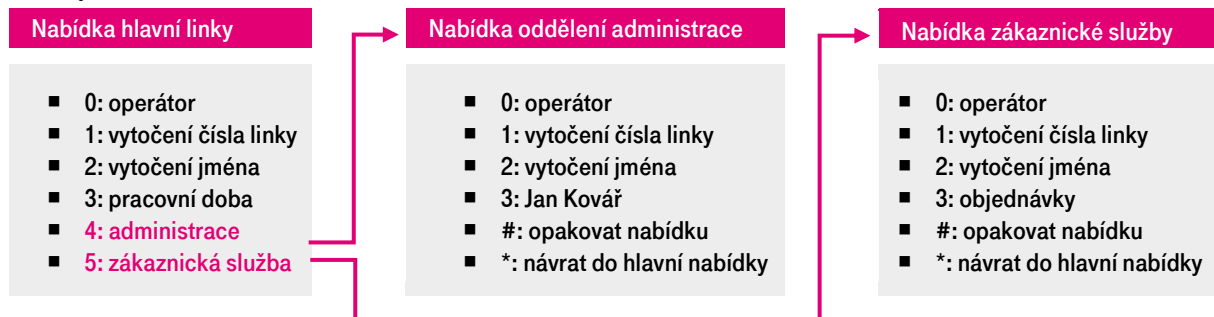 Nabídka hlavní linky
0: operátor
1: vytočení čísla linky
2: vytočení jména
3: pracovní doba
4: administrace
5: zákaznická služba
Nabídka oddělení administrace
0: operátor
1: vytočení čísla linky
2: vytočení jména
3: Jan Kovář
#: opakovat nabídku
*: návrat do hlavní nabídky
Nabídka zákaznické služby
0: operátor
1: vytočení čísla linky
2: vytočení jména
3: objednávky
#: opakovat nabídku
*: návrat do hlavní nabídky